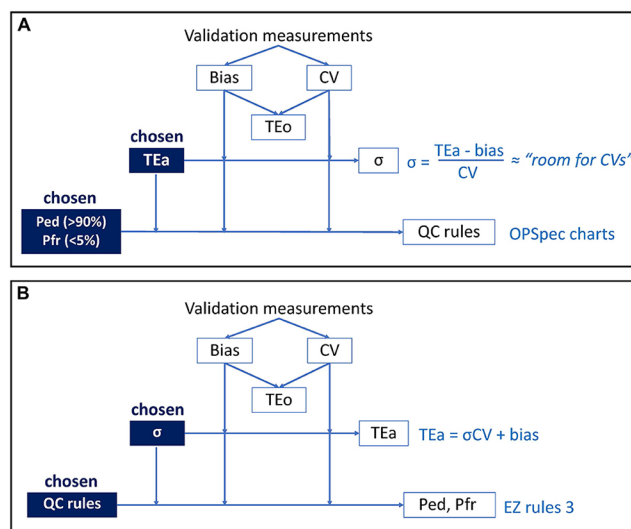 A
Validation measurements
Bias
CV
TEo
chosen
TEa
σ
σ = TEa - bias / CV ≈ "room for CVs"
chosen
Ped (>90%)
Pfr (<5%)
QC rules
OPSpec charts
B
Validation measurements
Bias
CV
TEo
chosen
σ
TEa
TEa = σCV + bias
chosen
QC rules
Ped, Pfr
EZ rules 3